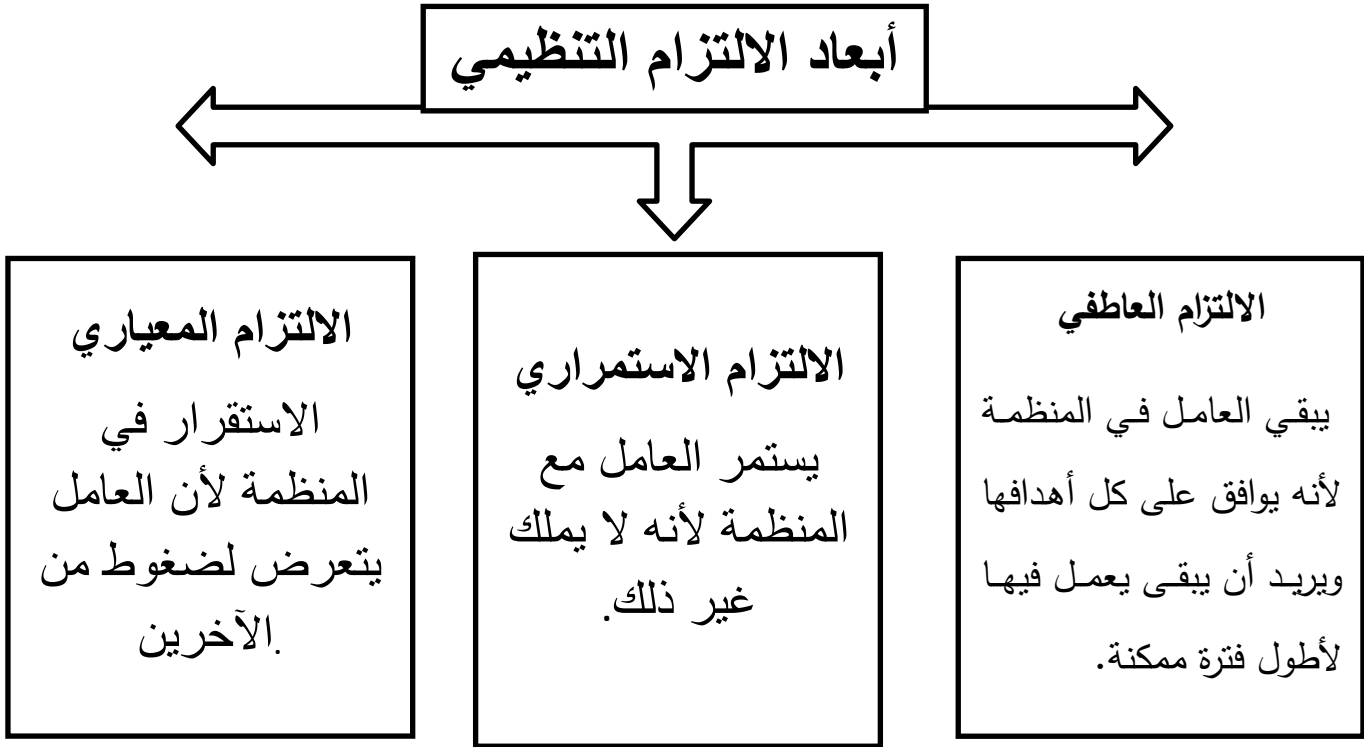 أبعاد الالتزام التنظيمي
الالتزام العاطفي
يبقي العامل في المنظمة
لأنه يوافق على كل أهدافها
ويريد أن يبقى يعمل فيها
لأطول فترة ممكنة.
الالتزام الاستمراري
يستمر العامل مع
المنظمة لأنه لا يملك
غير ذلك.
الالتزام المعياري
الاستقرار في
المنظمة لأن العامل
يتعرض لضغوط من
.الآخرين